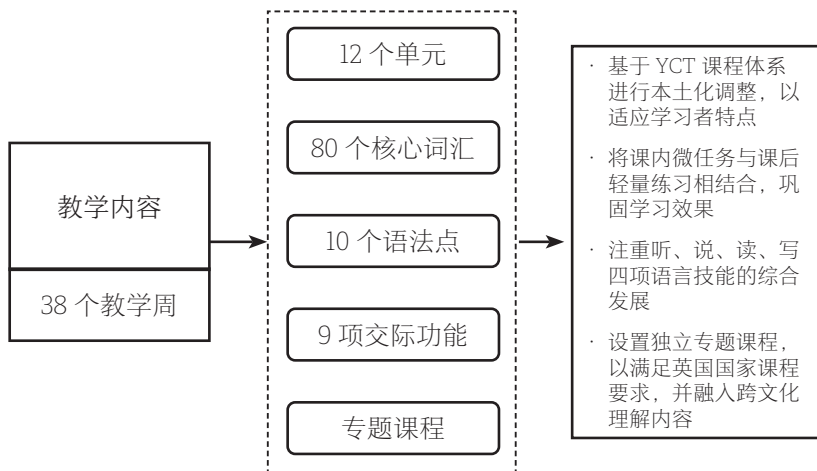 教学内容
38 个教学周
12 个单元
80 个核心词汇
10 个语法点
9 项交际功能
专题课程
· 基于 YCT 课程体系
进行本土化调整，以
适应学习者特点
· 将课内微任务与课后
轻量练习相结合，巩
固学习效果
· 注重听、说、读、写
四项语言技能的综合
发展
· 设置独立专题课程，
以满足英国国家课程
要求，并融入跨文化
理解内容